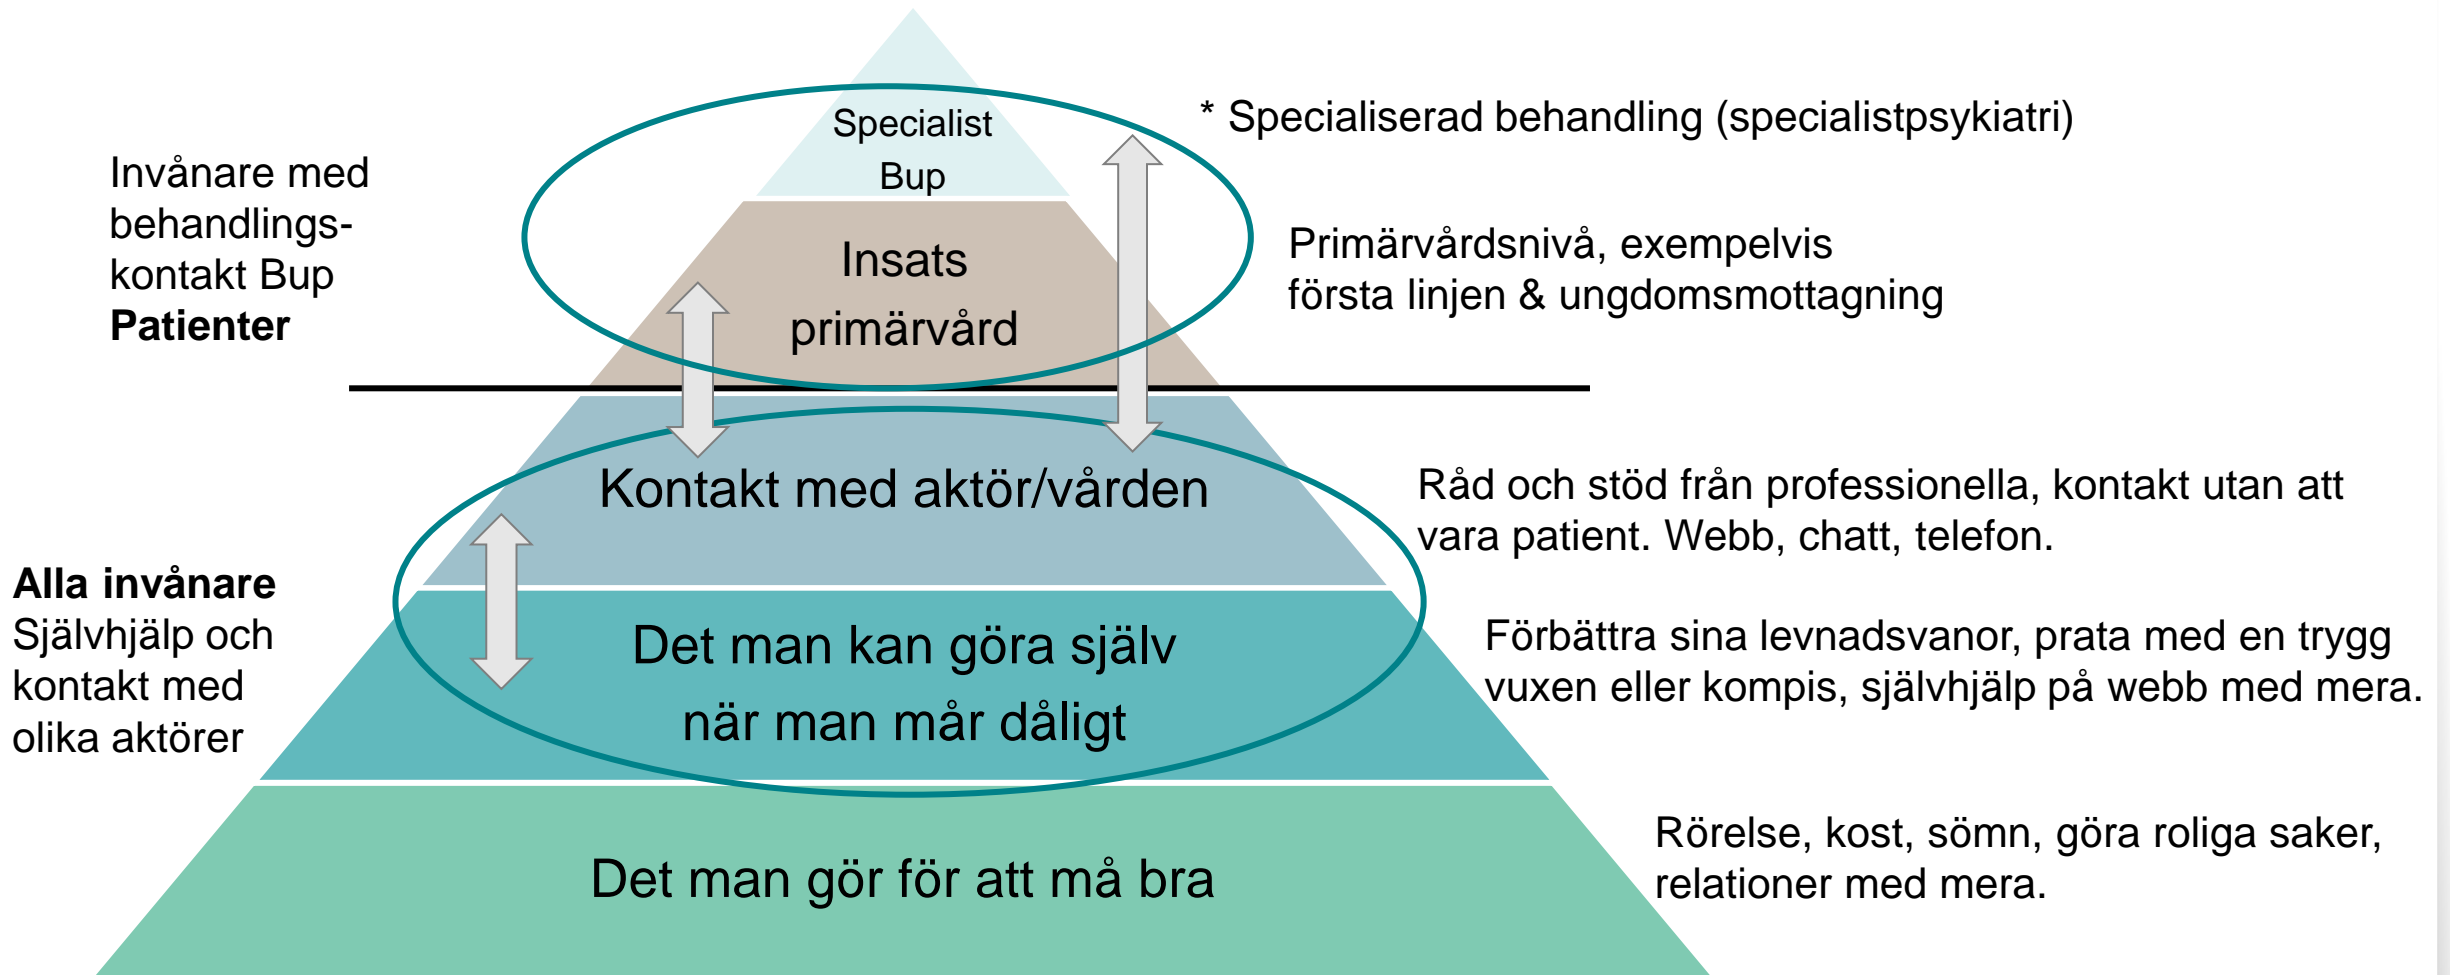 * Specialiserad behandling (specialistpsykiatri)
Specialist
Bup
Invånare med
behandlings-
kontakt Bup
Patienter
Insats
primärvård
Primärvårdsnivå, exempelvis
första linjen & ungdomsmottagning
Kontakt med aktör/vården
Råd och stöd från professionella, kontakt utan att
vara patient. Webb, chatt, telefon.
Alla invånare
Självhjälp och
kontakt med
olika aktörer
Det man kan göra själv
när man mår dåligt
Förbättra sina levnadsvanor, prata med en trygg
vuxen eller kompis, självhjälp på webb med mera.
Det man gör för att må bra
Rörelse, kost, sömn, göra roliga saker,
relationer med mera.